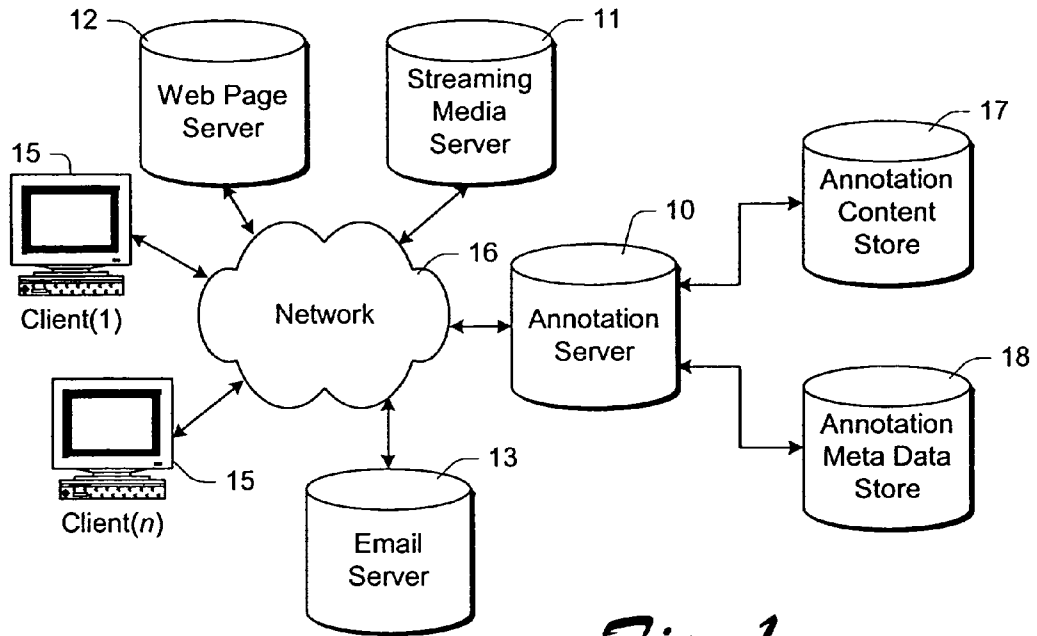 12
Web Page
Server
11
Streaming
Media
Server
15
Client(1)
17
Annotation
Content
Store
10
Annotation
Server
16
Network
18
Annotation
Meta Data
Store
15
Client(n)
13
Email
Server
Fig. 1